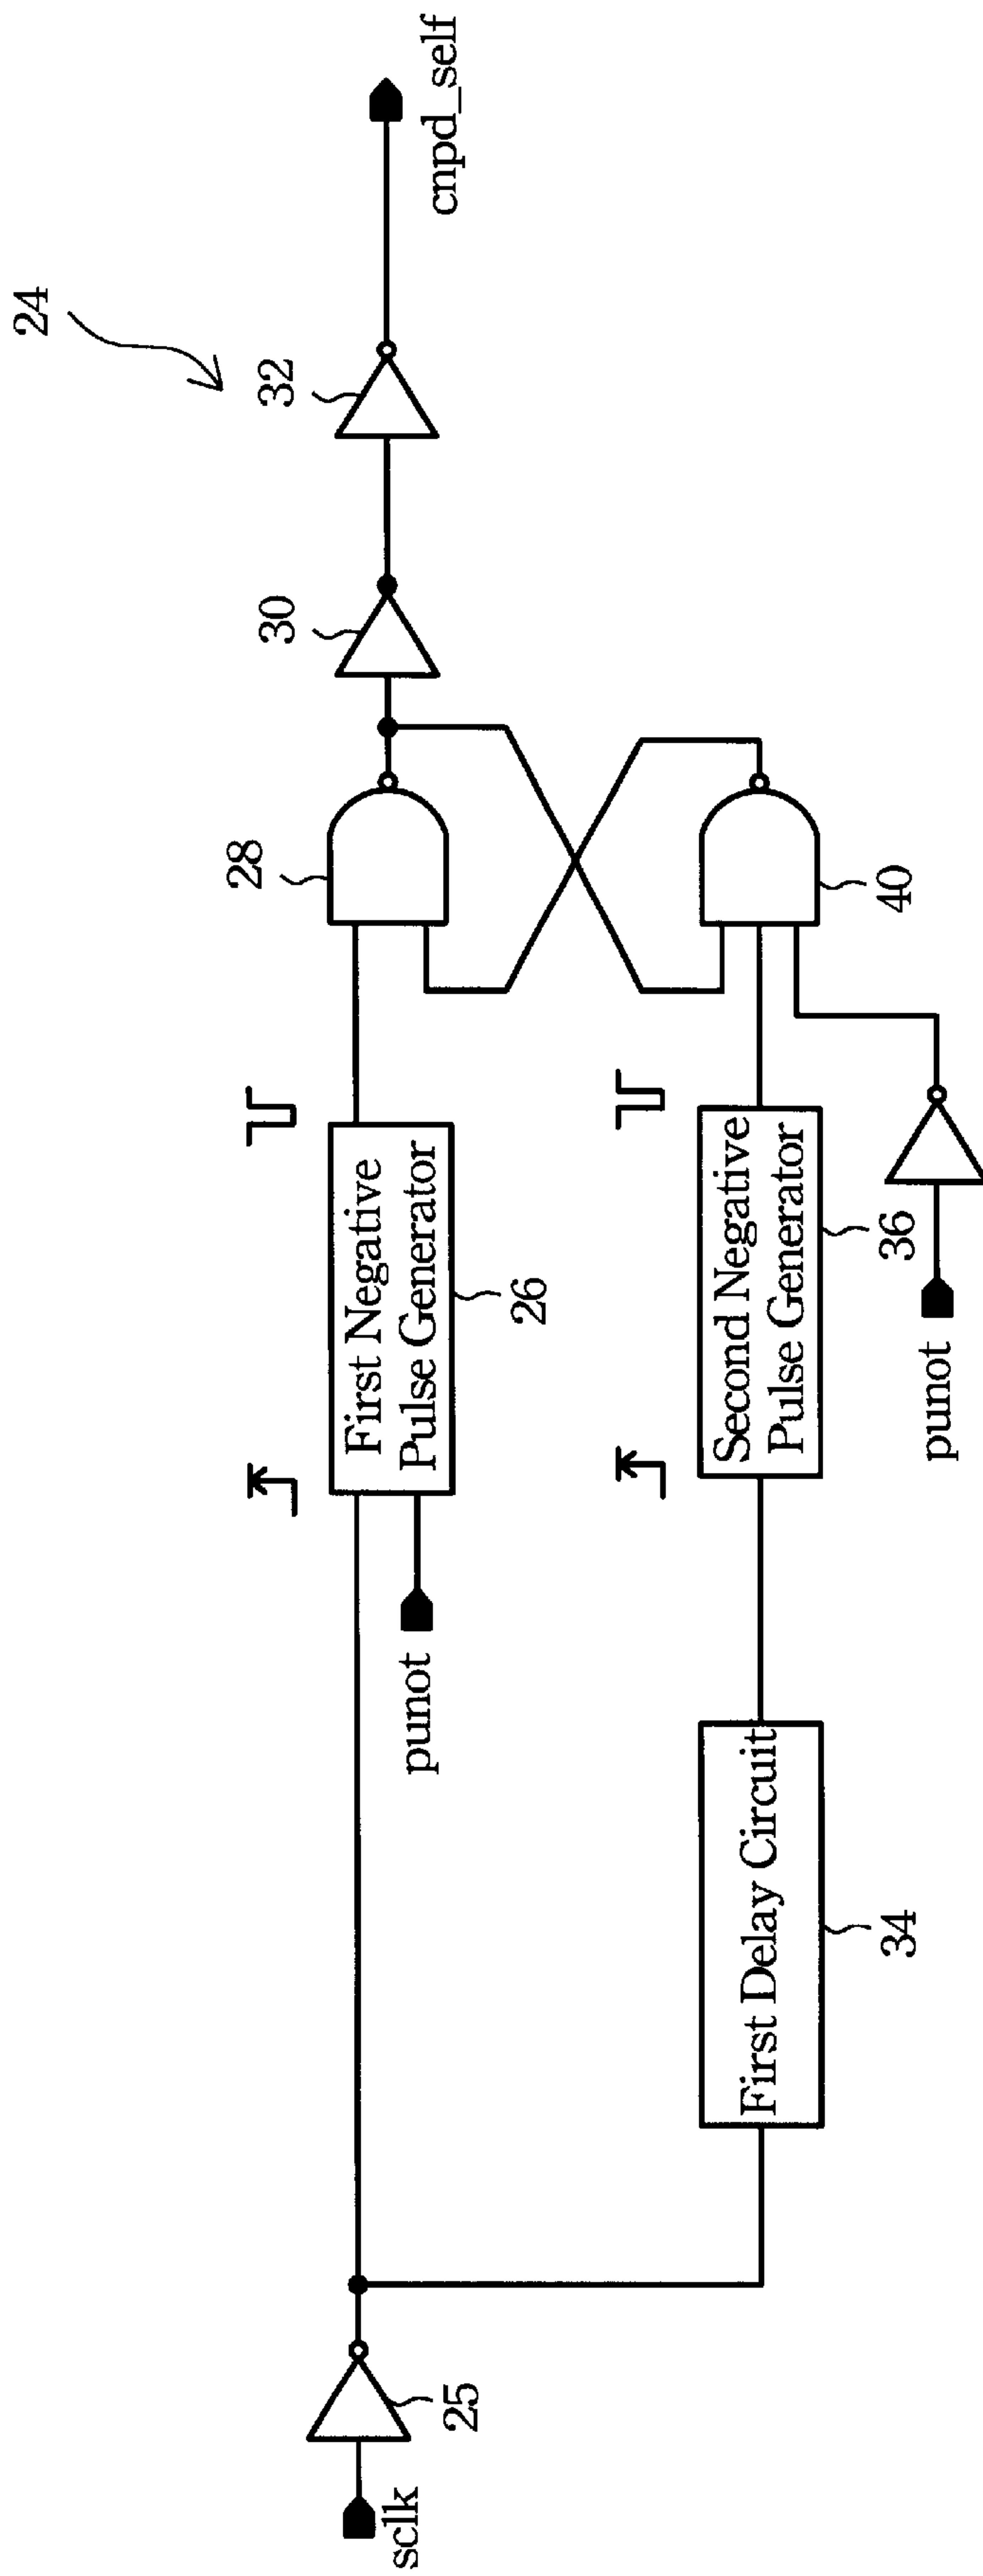 24
sclk
25
punot
First Negative
Pulse Generator
26
28
30
32
cnpd_self
First Delay Circuit
34
Second Negative
Pulse Generator
36
punot
40